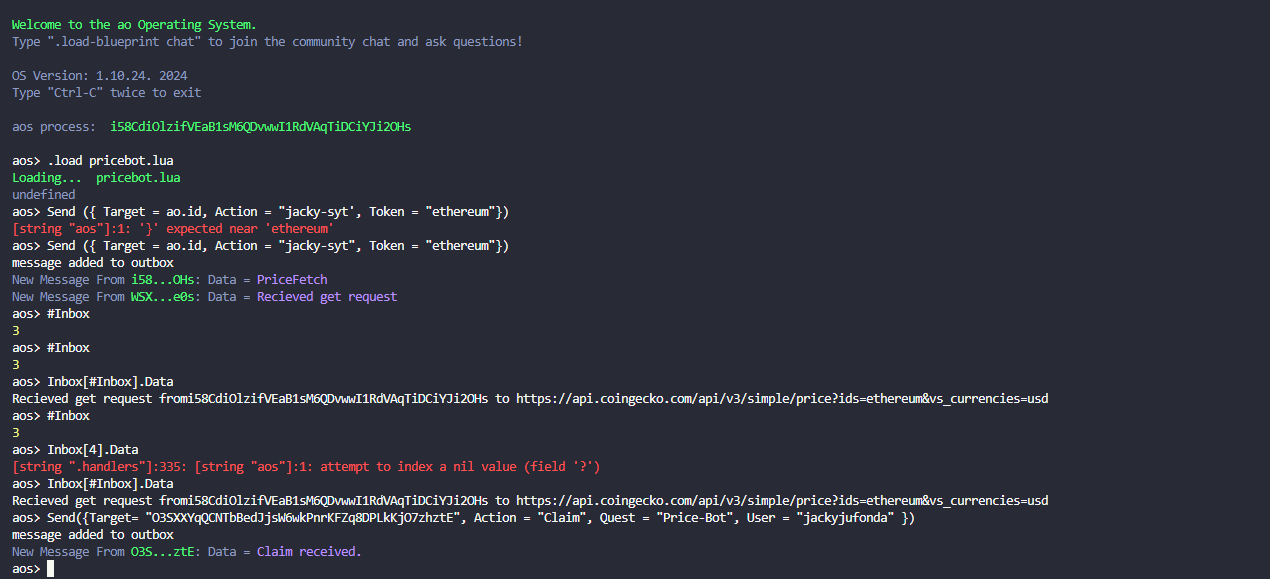 Welcome to the ao Operating System.
Type ".load-blueprint chat" to join the community chat and ask questions!
OS Version: 1.10.24. 2024
Type "Ctrl-C" twice to exit
aos process:  i58CdiOlzifVEaB1sM6QDvwwI1RdVAqTiDCiYJi2OHs
aos> .load pricebot.lua
Loading...  pricebot.lua
undefined
aos> Send ({ Target = ao.id, Action = "jacky-syt', Token = "ethereum"})
[string "aos"]:1: '}' expected near 'ethereum'
aos> Send ({ Target = ao.id, Action = "jacky-syt", Token = "ethereum"})
message added to outbox
New Message From i58...OHs: Data = PriceFetch
New Message From WSX...e0s: Data = Recieved get request
aos> #Inbox
3
aos> #Inbox
3
aos> Inbox[#Inbox].Data
Recieved get request fromi58CdiOlzifVEaB1sM6QDvwwI1RdVAqTiDCiYJi2OHs to https://api.coingecko.com/api/v3/simple/price?ids=ethereum&vs_currencies=usd
aos> #Inbox
3
aos> Inbox[4].Data
[string ".handlers"]:335: [string "aos"]:1: attempt to index a nil value (field '?')
aos> Inbox[#Inbox].Data
Recieved get request fromi58CdiOlzifVEaB1sM6QDvwwI1RdVAqTiDCiYJi2OHs to https://api.coingecko.com/api/v3/simple/price?ids=ethereum&vs_currencies=usd
aos> Send({Target= "O3SXXYqQCNTbBedJjsW6wkPnrKFZq8DPLkKjO7zhztE", Action = "Claim", Quest = "Price-Bot", User = "jackyjufonda" })
message added to outbox
New Message From O3S...ztE: Data = Claim received.
aos>